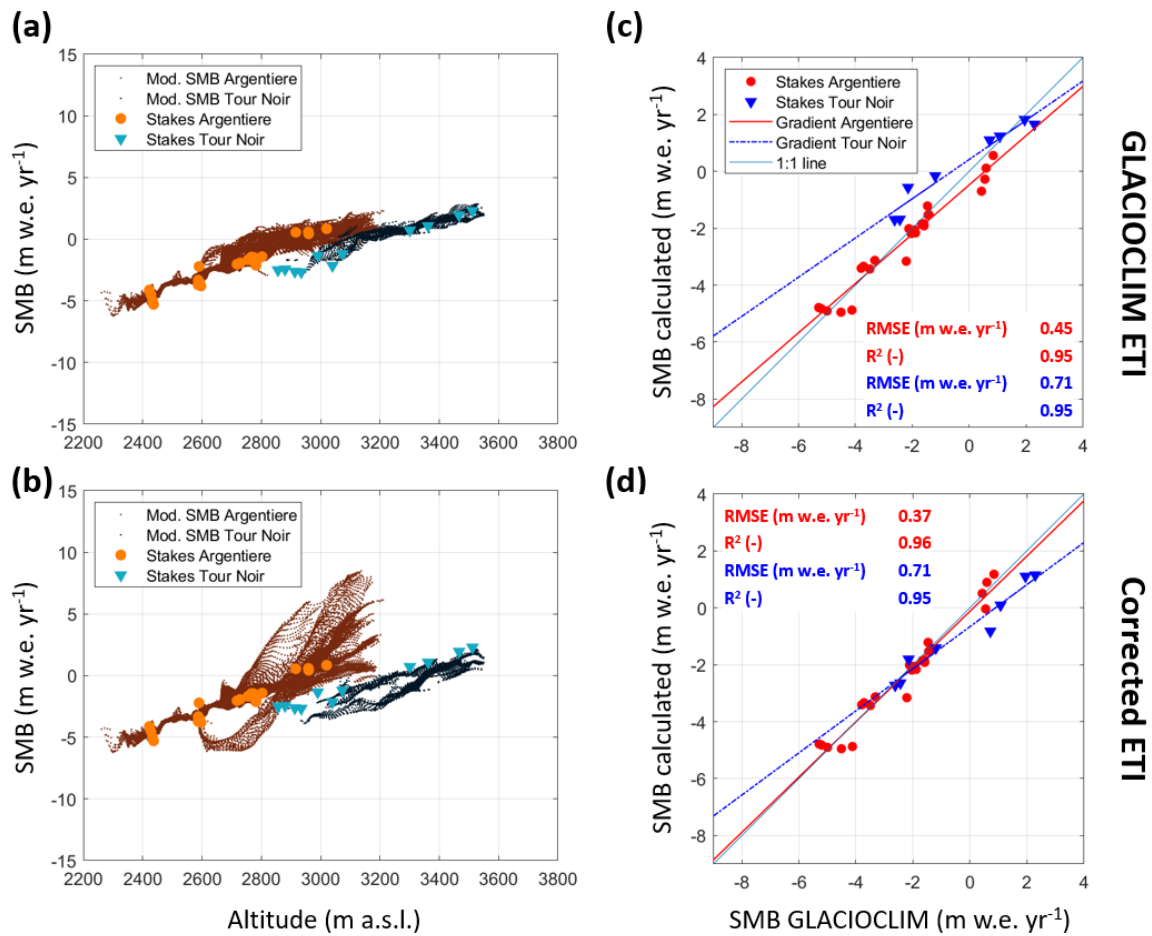 (a)
15
10
5
0
-5
-10
-15
SMB (m w.e. yr-1)
Mod. SMB Argentiere
Mod. SMB Tour Noir
Stakes Argentiere
Stakes Tour Noir
2200 2400 2600 2800 3000 3200 3400 3600 3800
(c)
4
2
0
-2
-4
-6
-8
SMB calculated (m w.e. yr-1)
Stakes Argentiere
Stakes Tour Noir
Gradient Argentiere
Gradient Tour Noir
1:1 line
RMSE (m w.e. yr-1) 0.45
R2 (-) 0.95
RMSE (m w.e. yr-1) 0.71
R2 (-) 0.95
-8 -6 -4 -2 0 2 4
GLACIOCLIM ETI
(b)
15
10
5
0
-5
-10
-15
SMB (m w.e. yr-1)
Mod. SMB Argentiere
Mod. SMB Tour Noir
Stakes Argentiere
Stakes Tour Noir
2200 2400 2600 2800 3000 3200 3400 3600 3800
Altitude (m a.s.l.)
(d)
4
2
0
-2
-4
-6
-8
SMB calculated (m w.e. yr-1)
RMSE (m w.e. yr-1) 0.37
R2 (-) 0.96
RMSE (m w.e. yr-1) 0.71
R2 (-) 0.95
-8 -6 -4 -2 0 2 4
SMB GLACIOCLIM (m w.e. yr-1)
Corrected ETI